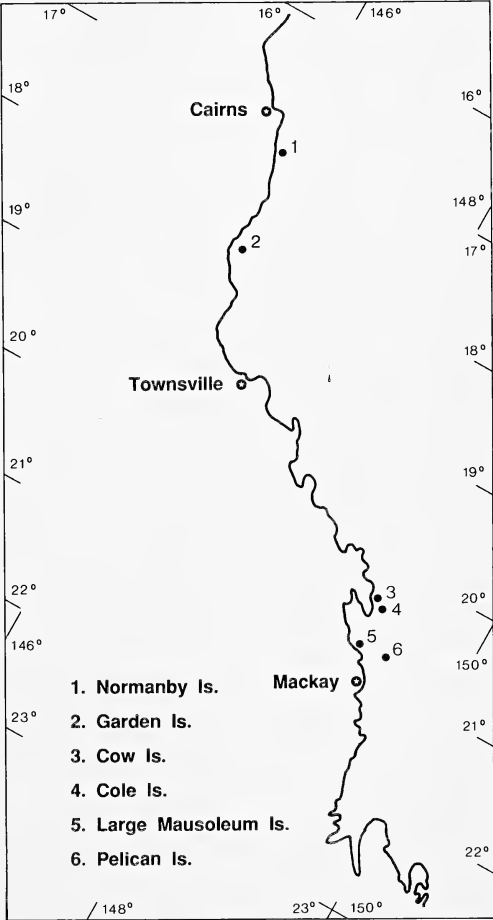 17° 16° 146°
18°
Cairns
16°
1
148°
19°
2
17°
20°
18°
Townsville
21°
19°
22°
3
4
20°
146°
5
6
150°
1. Normanby Is.
Mackay
2. Garden Is.
23°
21°
3. Cow Is.
4. Cole Is.
5. Large Mausoleum Is.
6. Pelican Is.
22°
148° 23° 150°